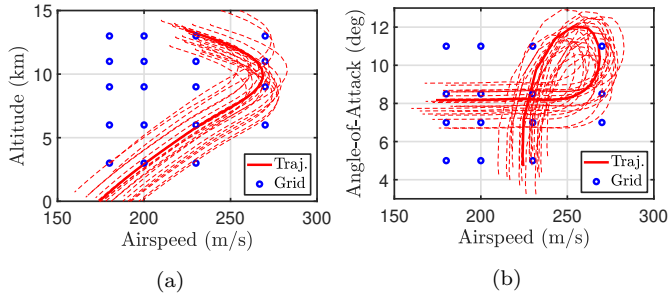 15
10
5
0
150
200
250
300
Altitude (km)
Airspeed (m/s)
Traj.
Grid
(a)
12
10
8
6
4
150
200
250
300
Angle-of-Attack (deg)
Airspeed (m/s)
Traj.
Grid
(b)